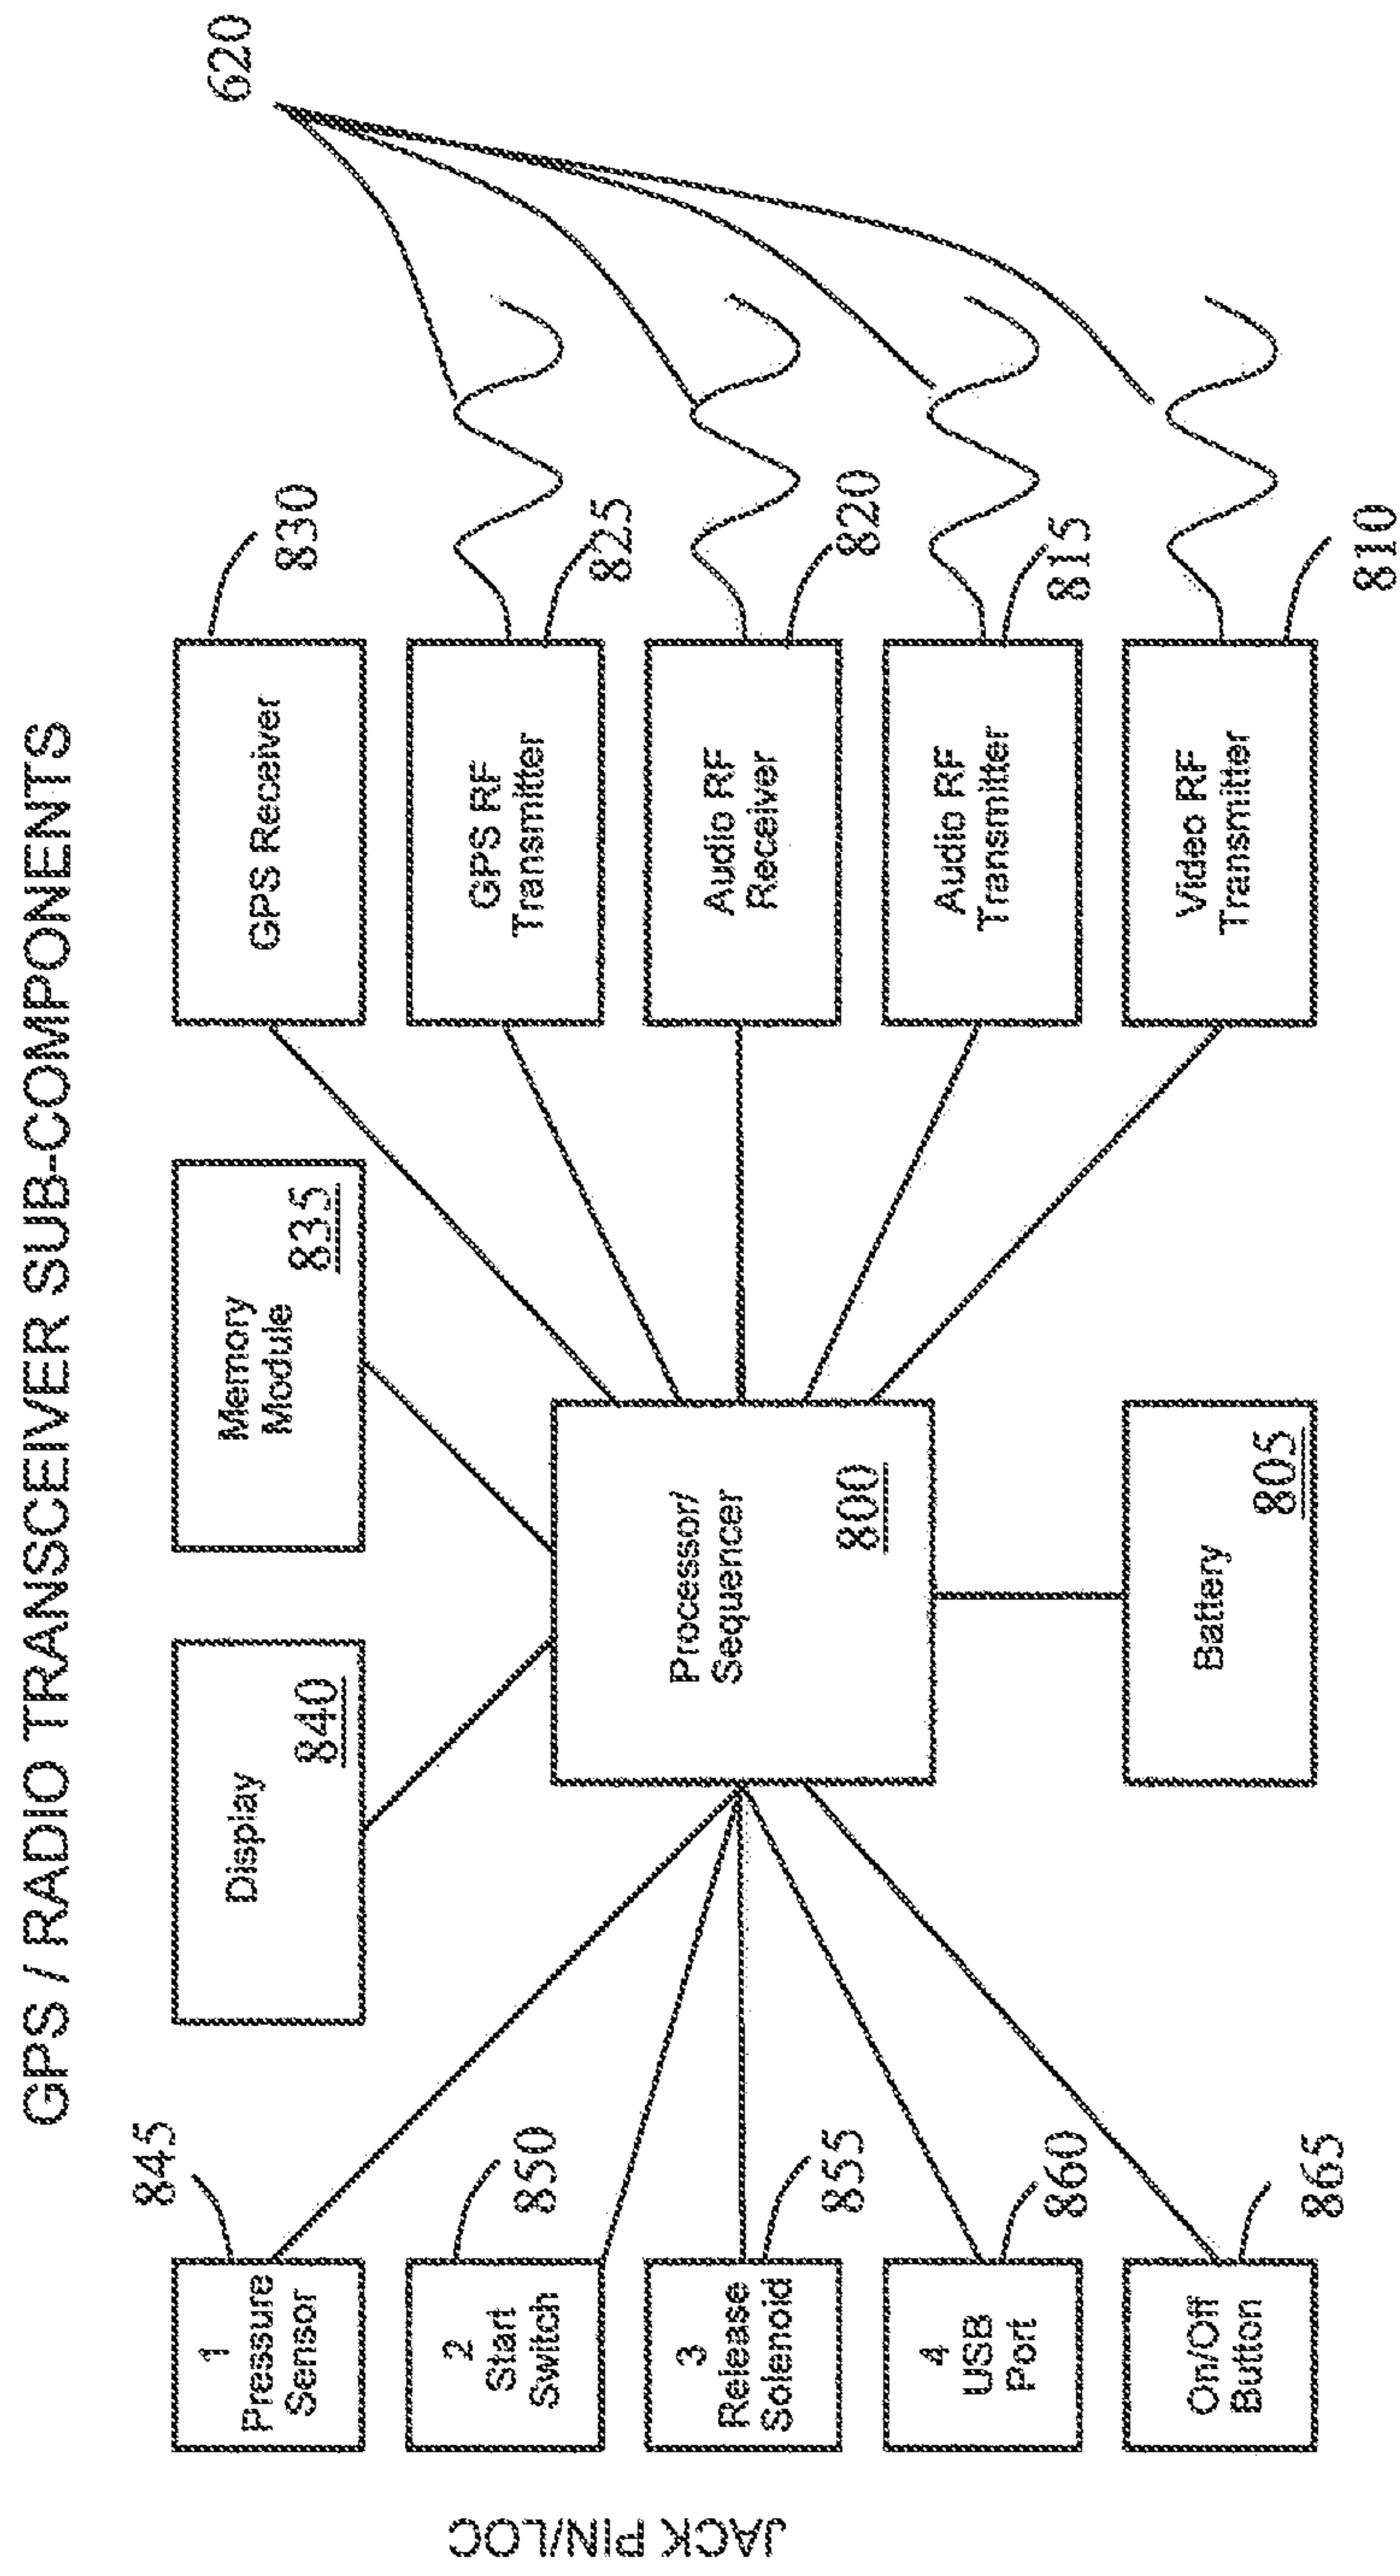 GPS / RADIO TRANSCEIVER SUB-COMPONENTS
JACK PIN/LOC
1
Pressure
Sensor
845
2
Start
Switch
850
3
Release
Solenoid
855
4
USB
Port
860
On/Off
Button
865
Display
840
Memory
Module
835
Processor/
Sequencer
800
Battery
805
GPS Receiver
830
GPS RF
Transmitter
825
Audio RF
Receiver
820
Audio RF
Transmitter
815
Video RF
Transmitter
810
620